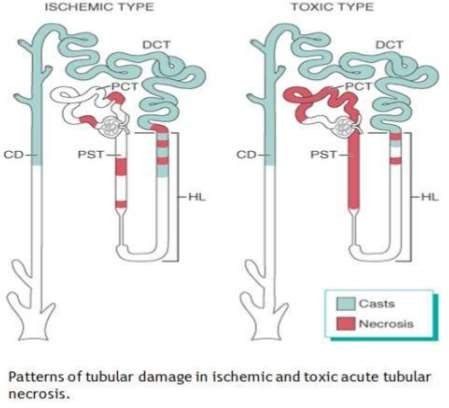 ISCHEMIC TYPE
DCT
PCT
CD
PST
HL
TOXIC TYPE
DCT
PCT
CD
PST
HL
Casts
Necrosis
Patterns of tubular damage in ischemic and toxic acute tubular
necrosis.